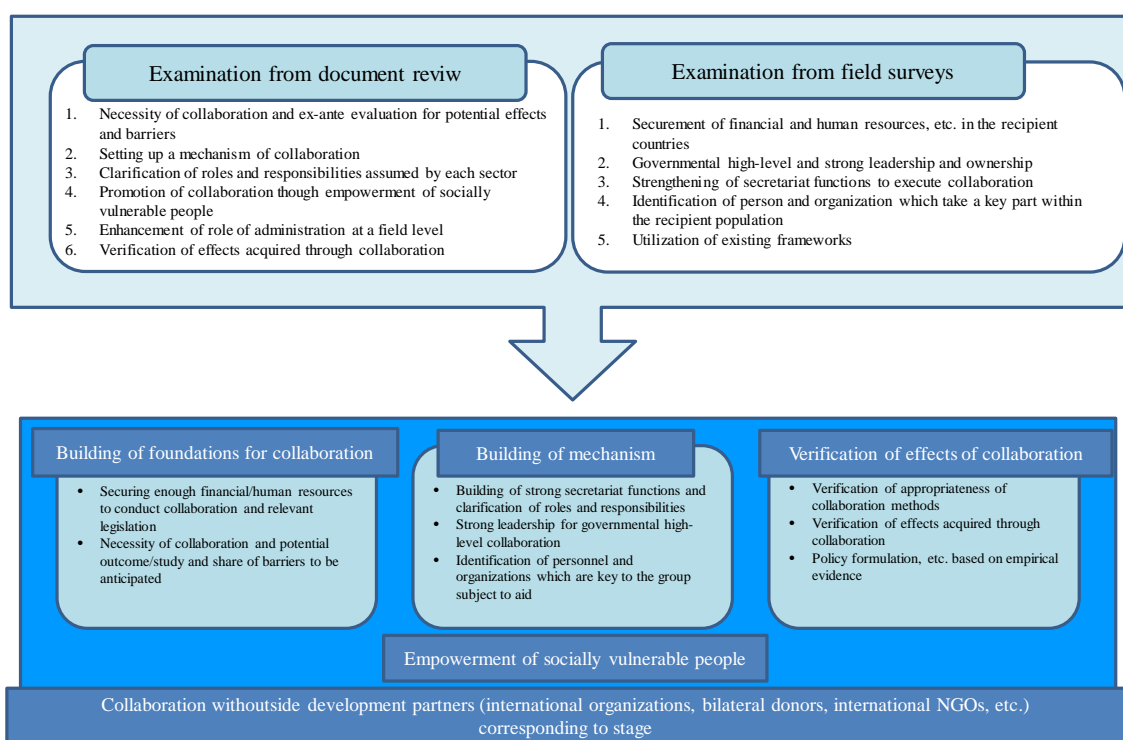 Examination from document reviw
1. Necessity of collaboration and ex-ante evaluation for potential effects
and barriers
2. Setting up a mechanism of collaboration
3. Clarification of roles and responsibilities assumed by each sector
4. Promotion of collaboration though empowerment of socially
vulnerable people
5. Enhancement of role of administration at a field level
6. Verification of effects acquired through collaboration
Examination from field surveys
1. Securement of financial and human resources, etc. in the recipient
countries
2. Governmental high-level and strong leadership and ownership
3. Strengthening of secretariat functions to execute collaboration
4. Identification of person and organization which take a key part within
the recipient population
5. Utilization of existing frameworks
Building of foundations for collaboration
• Securing enough financial/human resources
to conduct collaboration and relevant
legislation
• Necessity of collaboration and potential
outcome/study and share of barriers to be
anticipated
Building of mechanism
• Building of strong secretariat functions and
clarification of roles and responsibilities
• Strong leadership for governmental high-
level collaboration
• Identification of personnel and
organizations which are key to the group
subject to aid
Verification of effects of collaboration
• Verification of appropriateness of
collaboration methods
• Verification of effects acquired through
collaboration
• Policy formulation, etc. based on empirical
evidence
Empowerment of socially vulnerable people
Collaboration withoutside development partners (international organizations, bilateral donors, international NGOs, etc.)
corresponding to stage